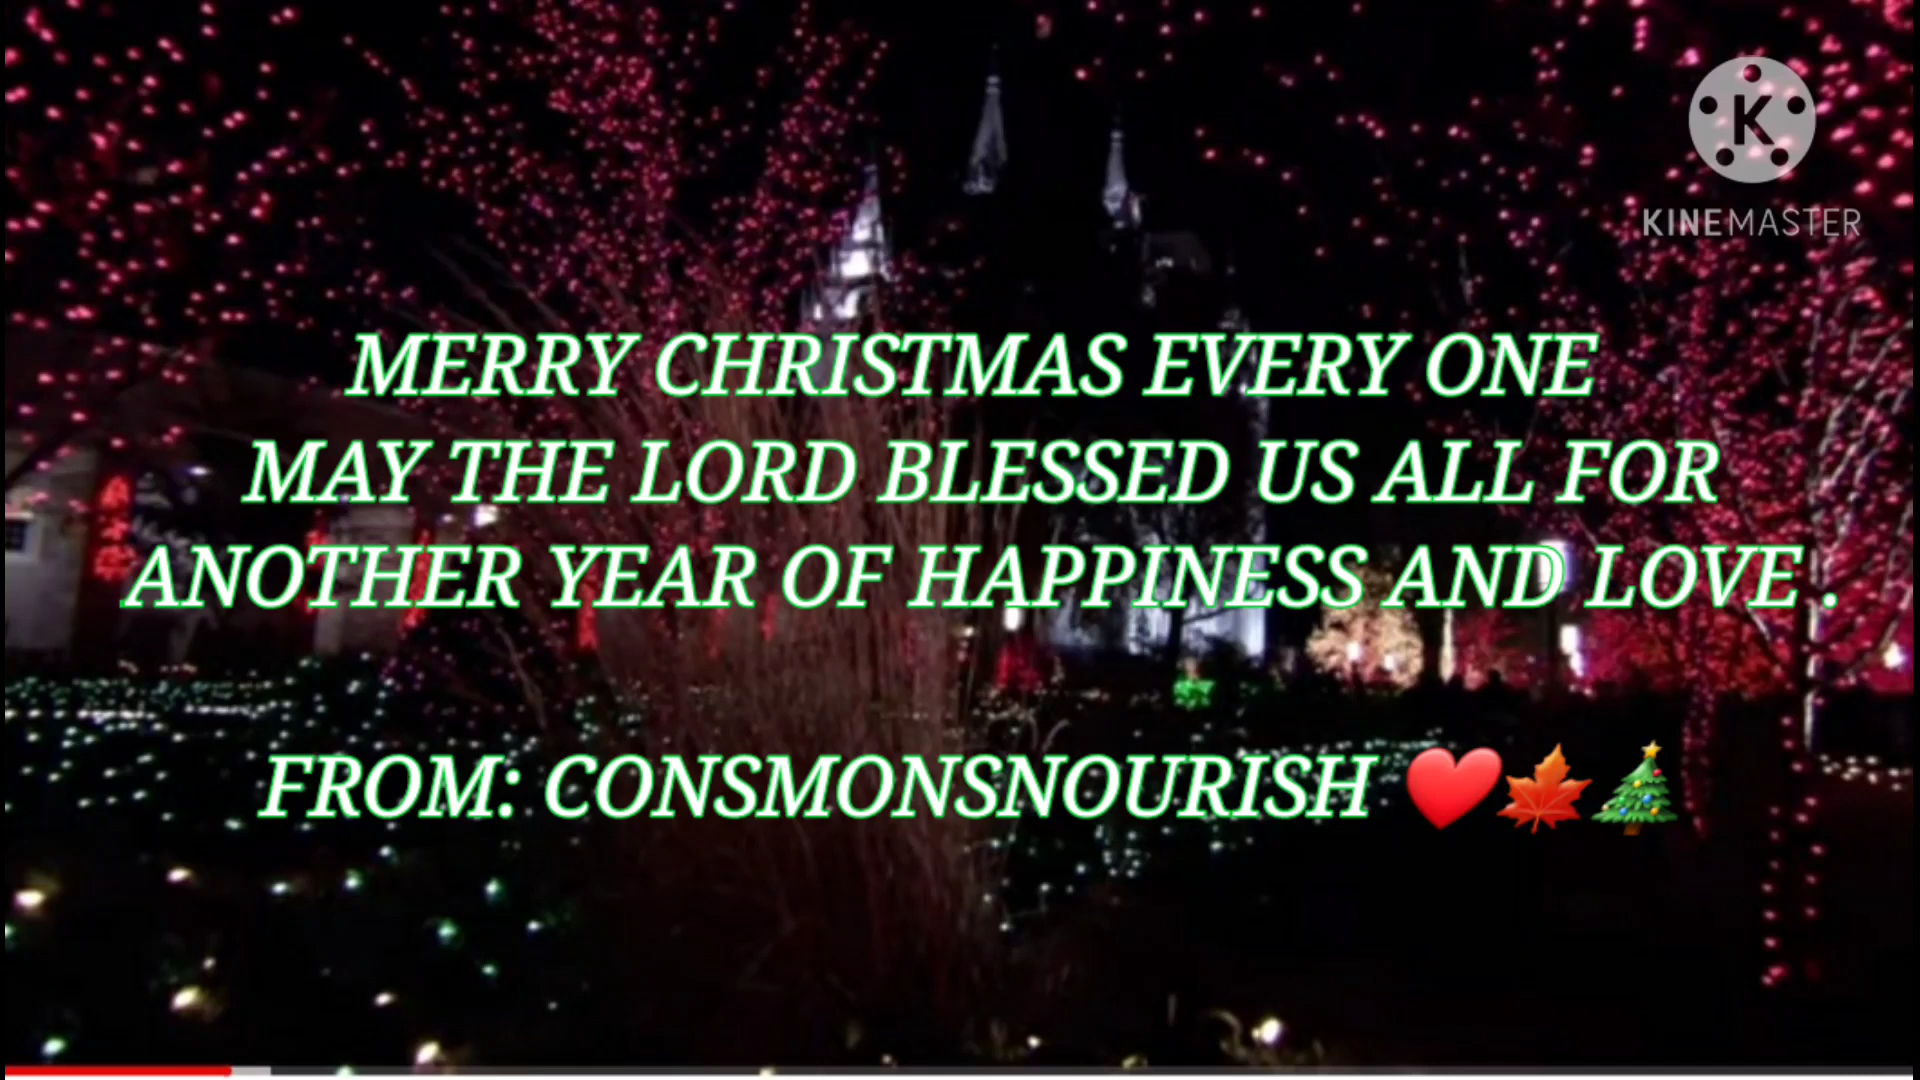 K
KINEMASTER
MERRY CHRISTMAS EVERY ONE
MAY THE LORD BLESSED US ALL FOR
ANOTHER YEAR OF HAPPINESS AND LOVE .
FROM: CONSMONSNOURISH ❤️🍁🎄